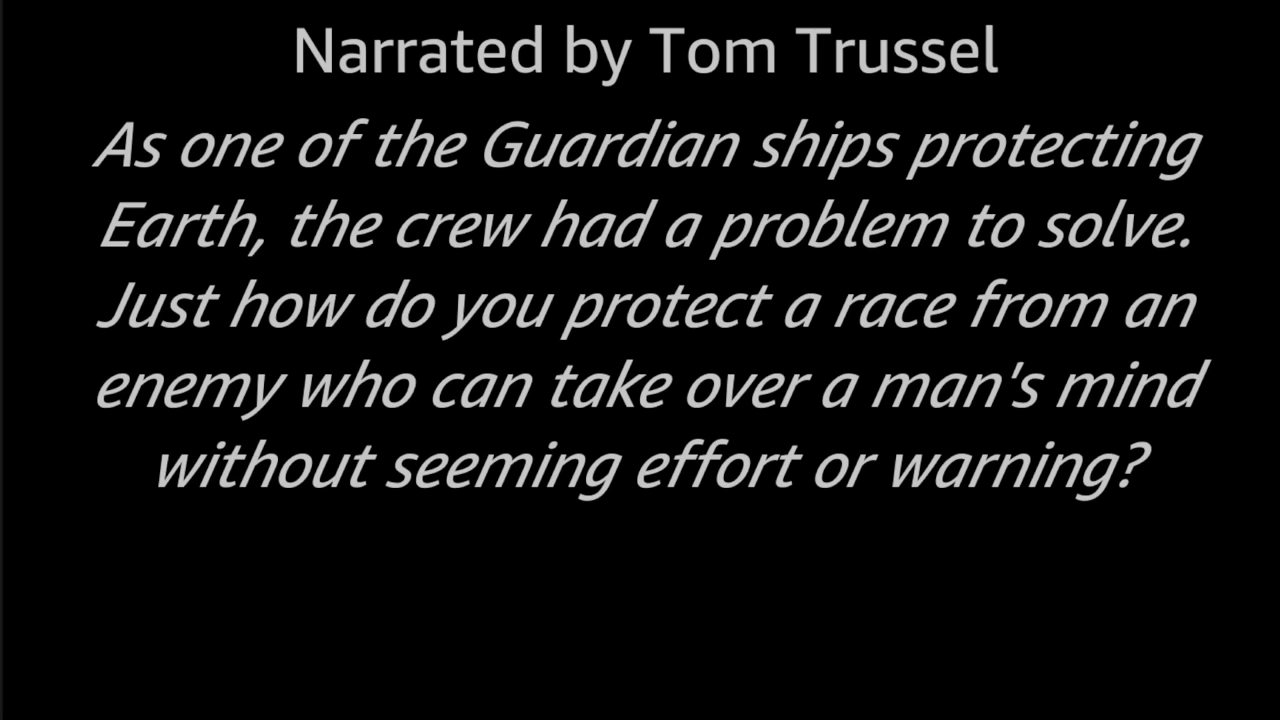 Narrated by Tom Trussel
As one of the Guardian ships protecting
Earth, the crew had a problem to solve.
Just how do you protect a race from an
enemy who can take over a man's mind
without seeming effort or warning?